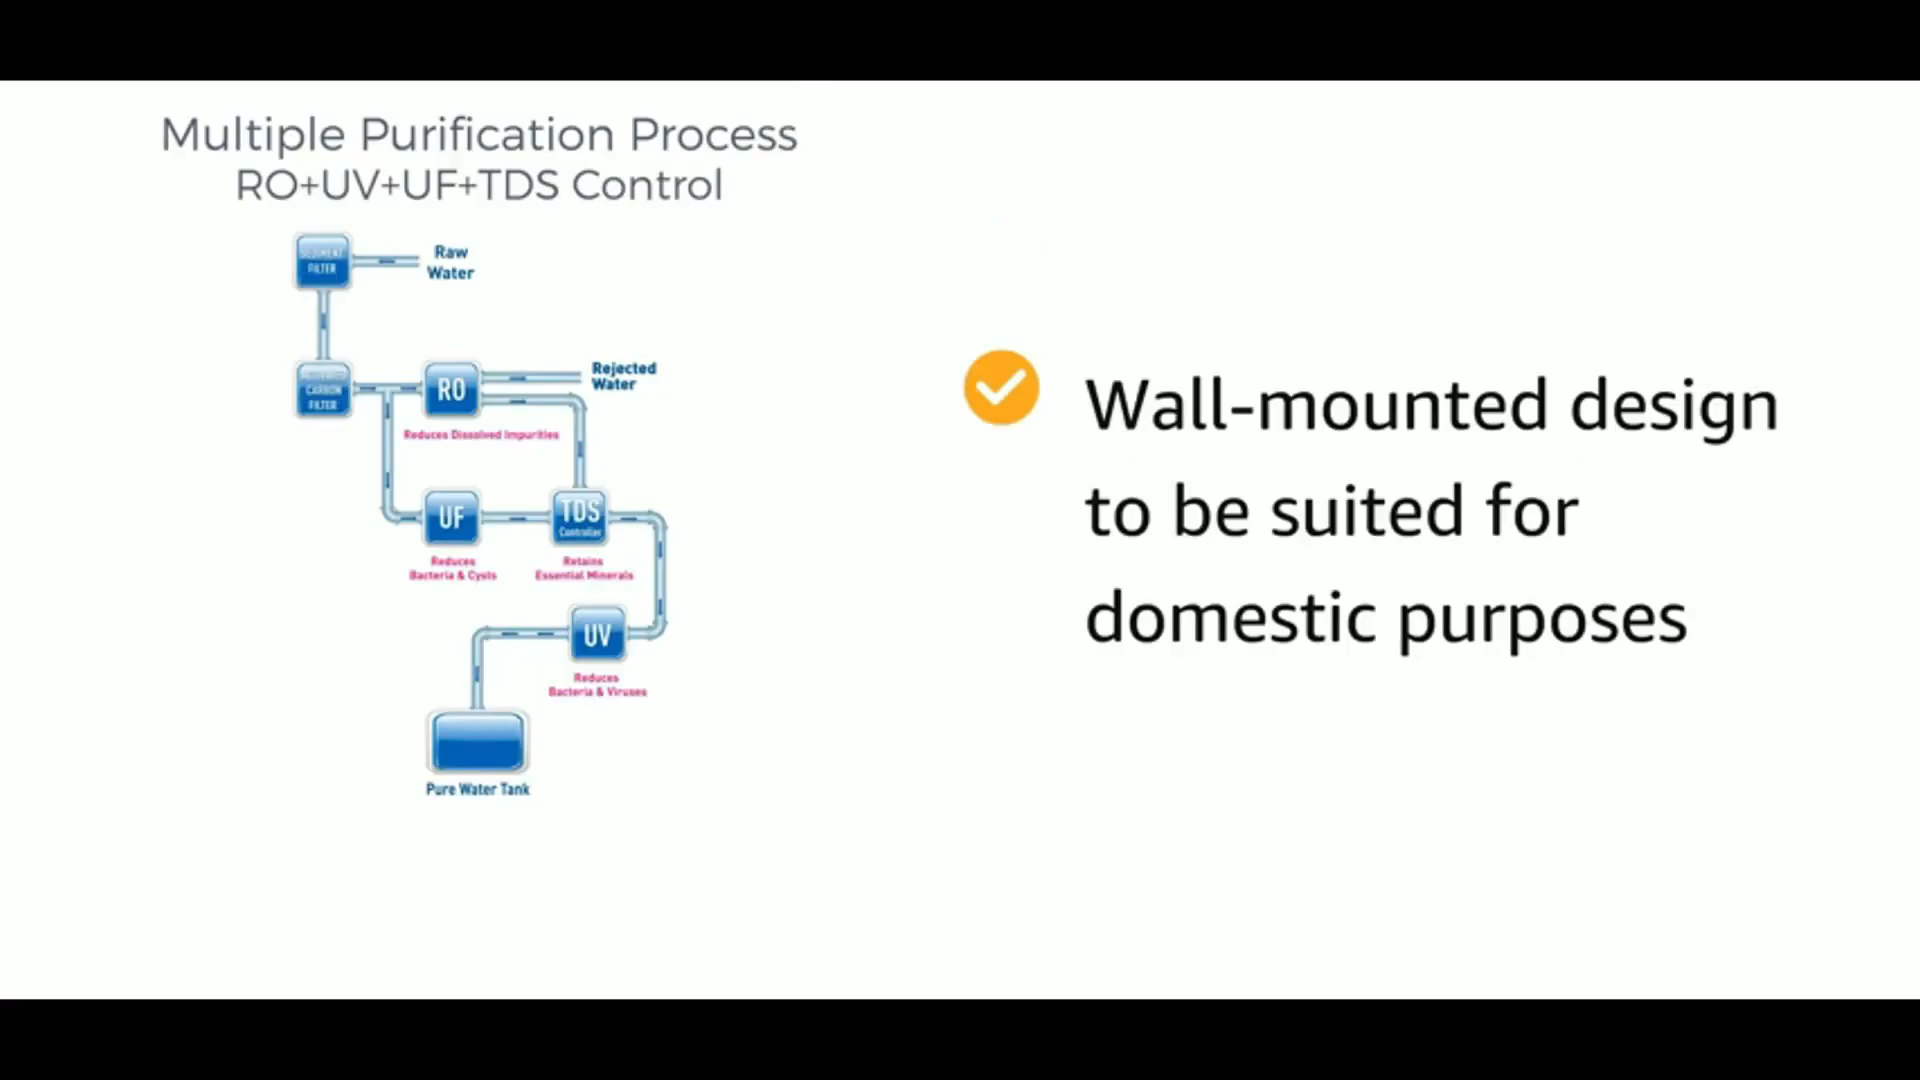 Multiple Purification Process
RO+UV+UF+TDS Control
SEDIMENT
FILTER
Raw
Water
CARBON
FILTER
RO
Rejected
Water
Reduces Dissolved Impurities
UF
TDS
Controller
Reduces
Bacteria & Cysts
Retains
Essential Minerals
UV
Reduces
Bacteria & Viruses
Pure Water Tank
Wall-mounted design
to be suited for
domestic purposes